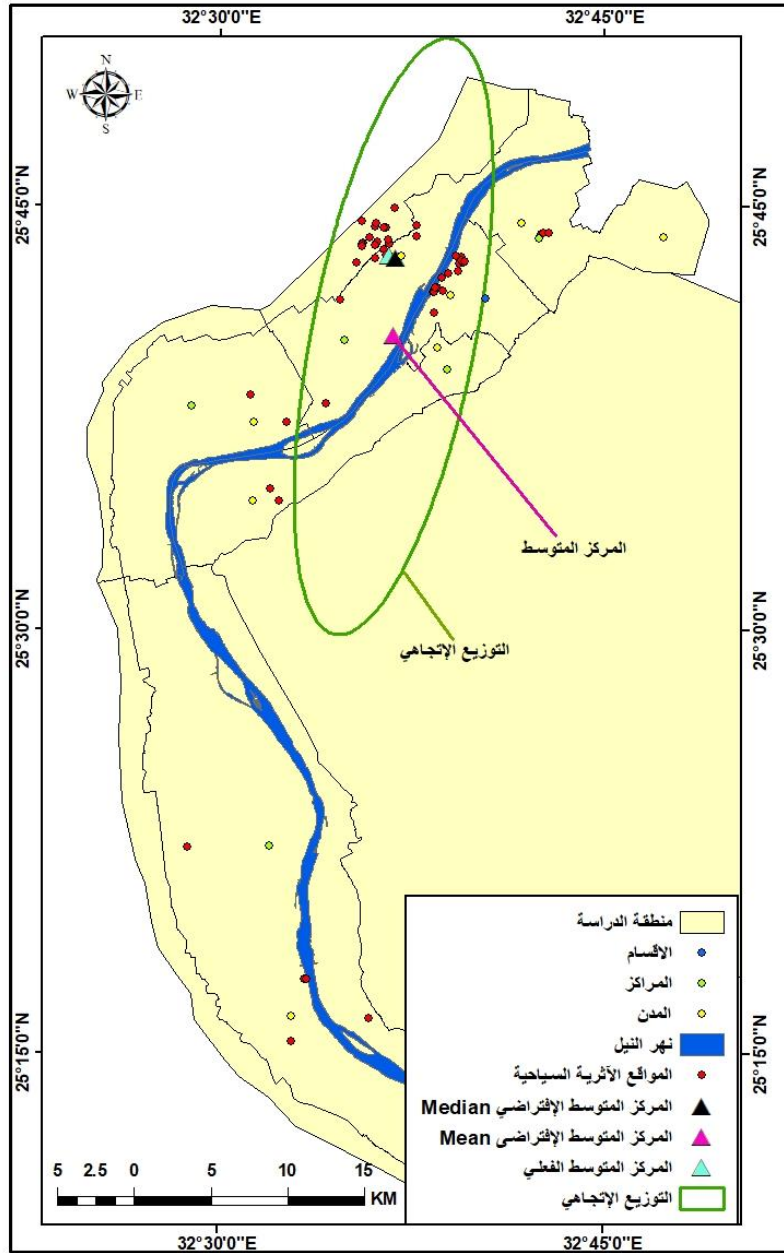 32°30'0"E
32°45'0"E
N
W
E
S
25°45'0"N
25°45'0"N
المركز المتوسط
25°30'0"N
25°30'0"N
التوزيع الإتجاهي
25°15'0"N
25°15'0"N
منطقة الدراسة
الاقسام
المراكز
المدن
نهر النيل
المواقع الآثرية السياحية
المركز المتوسط الإفتراضي Median
المركز المتوسط الإفتراضي Mean
المركز المتوسط الفعلي
التوزيع الإتجاهي
5 2.5 0 5 10 15
KM
32°30'0"E
32°45'0"E